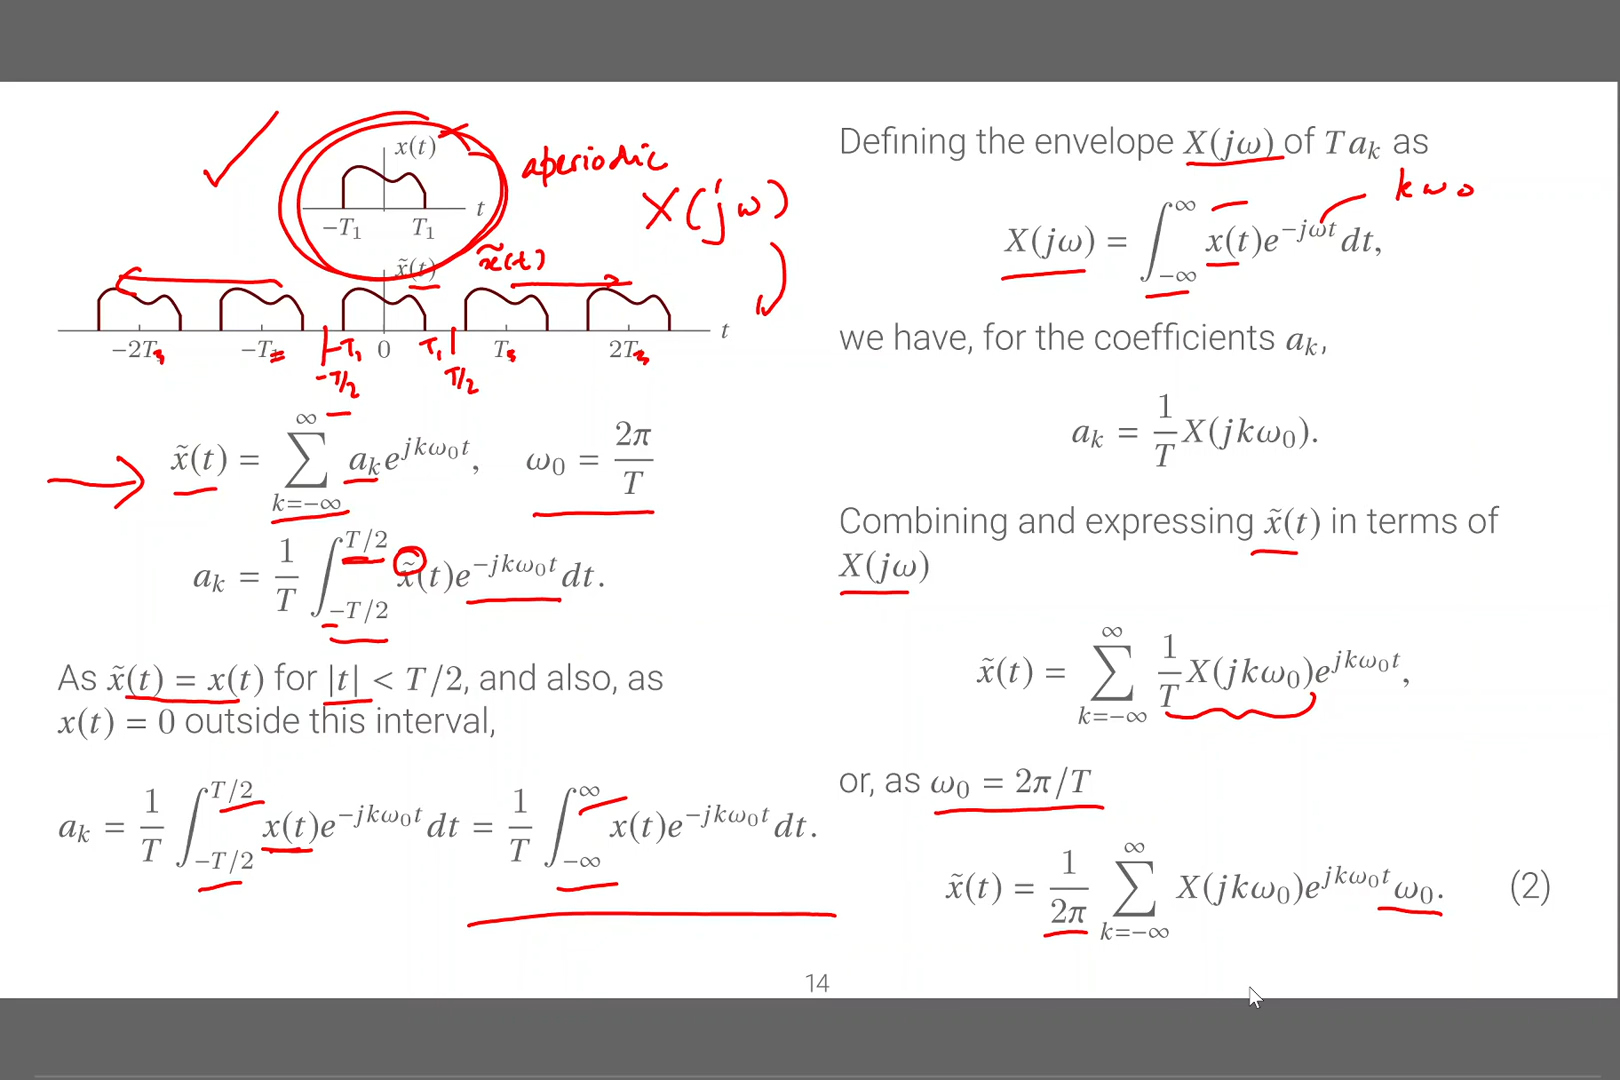 x(t)
aperiodic
X(jω)
−T₁ T₁ t
x̃(t) x̃(t)
−2T −T −T₁ 0 T₁ T 2T t
−T/2 T/2
x̃(t) = ∑_{k=−∞}^{∞} a_k e^{jkω₀t}, ω₀ = 2π/T
a_k = 1/T ∫_{−T/2}^{T/2} x̃(t)e^{−jkω₀t} dt.
As x̃(t) = x(t) for |t| < T/2, and also, as
x(t) = 0 outside this interval,
a_k = 1/T ∫_{−T/2}^{T/2} x(t)e^{−jkω₀t} dt = 1/T ∫_{−∞}^{∞} x(t)e^{−jkω₀t} dt.
Defining the envelope X(jω) of T a_k as
kω₀
X(jω) = ∫_{−∞}^{∞} x(t)e^{−jωt} dt,
we have, for the coefficients a_k,
a_k = 1/T X(jkω₀).
Combining and expressing x̃(t) in terms of
X(jω)
x̃(t) = ∑_{k=−∞}^{∞} 1/T X(jkω₀)e^{jkω₀t},
or, as ω₀ = 2π/T
x̃(t) = 1/2π ∑_{k=−∞}^{∞} X(jkω₀)e^{jkω₀t}ω₀. (2)
14